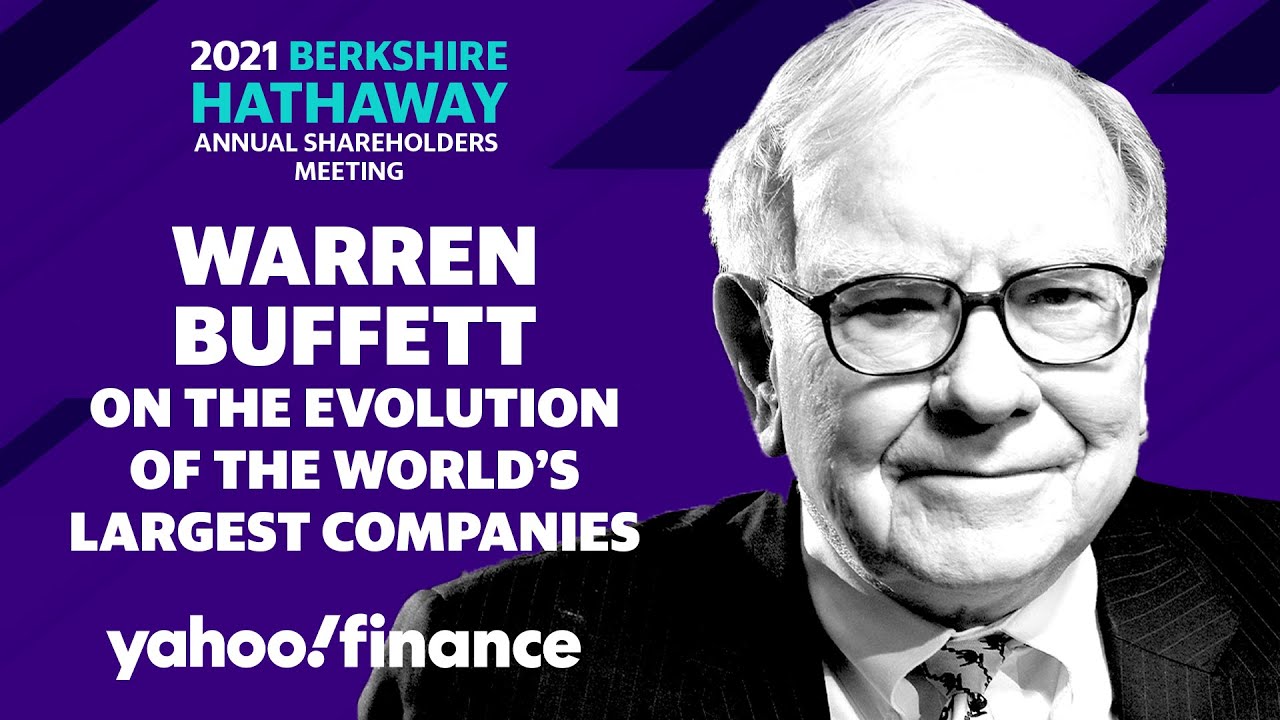 2021 BERKSHIRE
HATHAWAY
ANNUAL SHAREHOLDERS
MEETING
WARREN
BUFFETT
ON THE EVOLUTION
OF THE WORLD’S
LARGEST COMPANIES
yahoo!finance